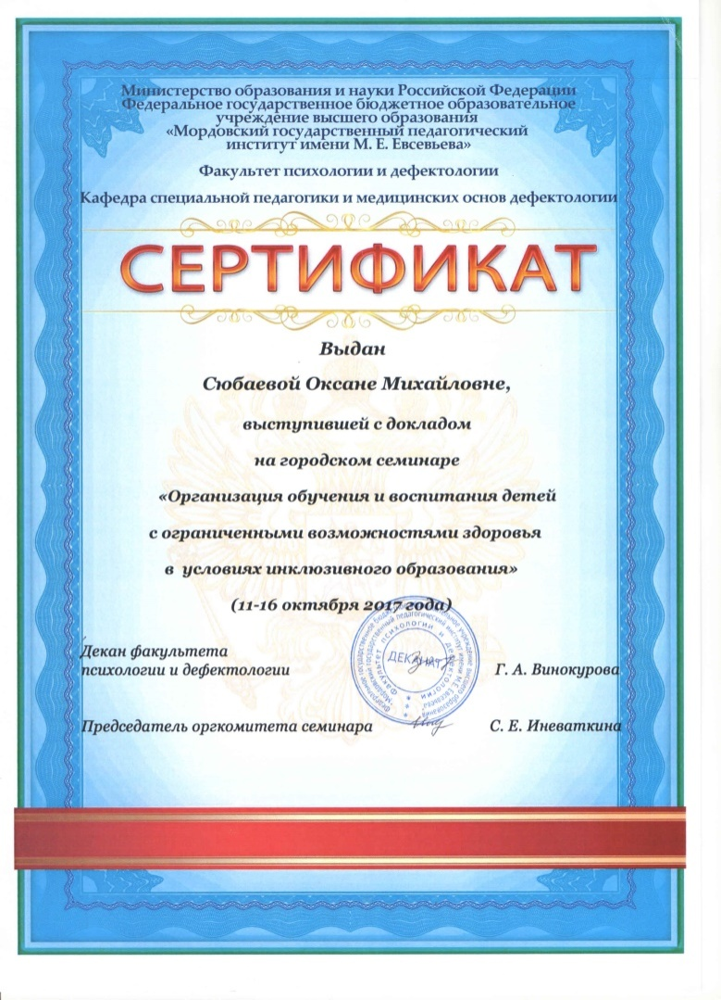 Министерство образования и науки Российской Федерации
Федеральное государственное бюджетное образовательное
учреждение высшего образования
«Мордовский государственный педагогический
институт имени М. Е. Евсевьева»
Факультет психологии и дефектологии
Кафедра специальной педагогики и медицинских основ дефектологии
СЕРТИФИКАТ
Выдан
Сюбаевой Оксане Михайловне,
выступившей с докладом
на городском семинаре
«Организация обучения и воспитания детей
с ограниченными возможностями здоровья
в условиях инклюзивного образования»
(11-16 октября 2017 года)
Декан факультета
психологии и дефектологии
Г. А. Винокурова
ДЕКАНАТ
Факультет психологии и дефектологии
Председатель оргкомитета семинара
С. Е. Иневаткина